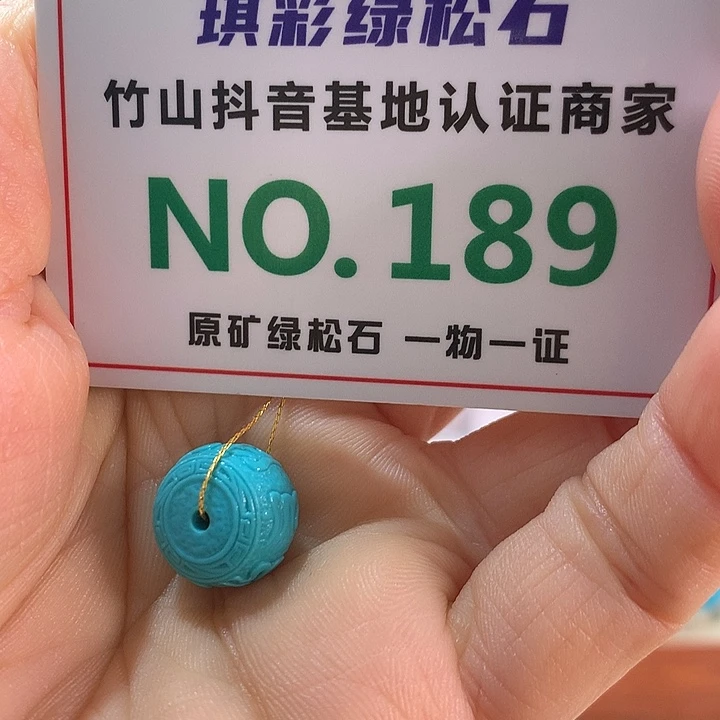 琪彩绿松石
竹山抖音基地认证商家
NO.189
原矿绿松石 一物一证